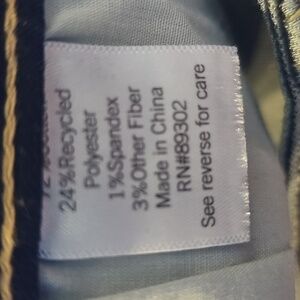 24%Recycled
Polyester
1%Spandex
3%Other Fiber
Made in China
RN#89302
See reverse for care